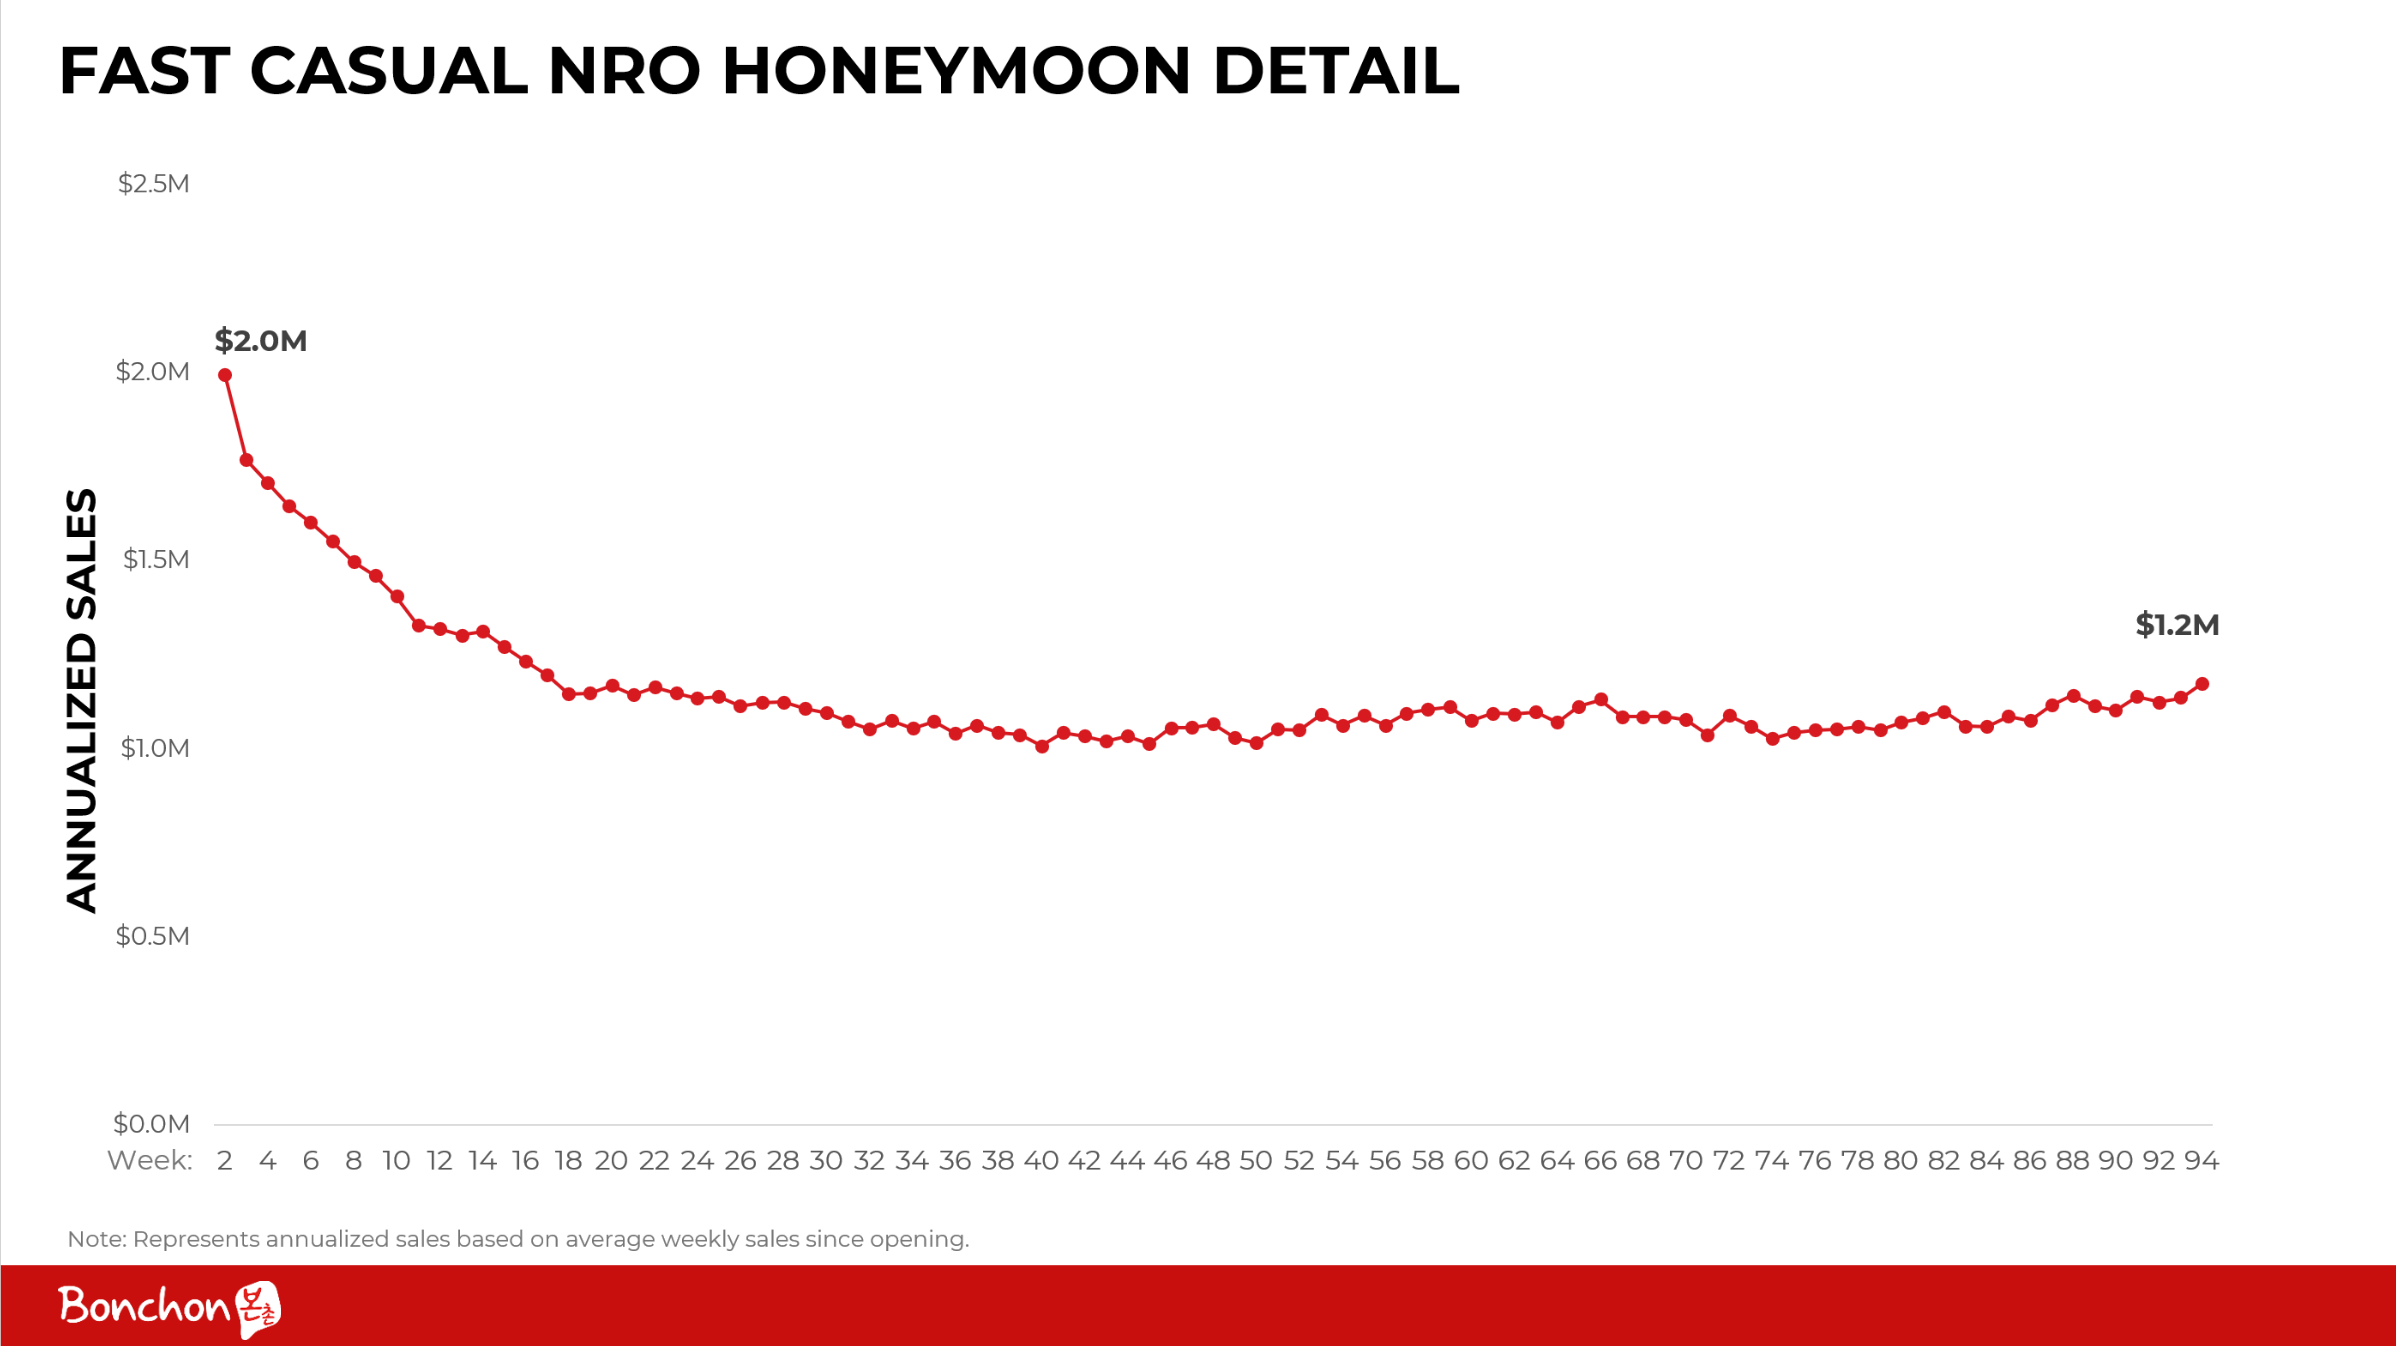 FAST CASUAL NRO HONEYMOON DETAIL
$2.5M
$2.0M
$2.0M
$1.5M
$1.2M
$1.0M
$0.5M
$0.0M
ANNUALIZED SALES
Week: 2 4 6 8 10 12 14 16 18 20 22 24 26 28 30 32 34 36 38 40 42 44 46 48 50 52 54 56 58 60 62 64 66 68 70 72 74 76 78 80 82 84 86 88 90 92 94
Note: Represents annualized sales based on average weekly sales since opening.
Bonchon 본촌